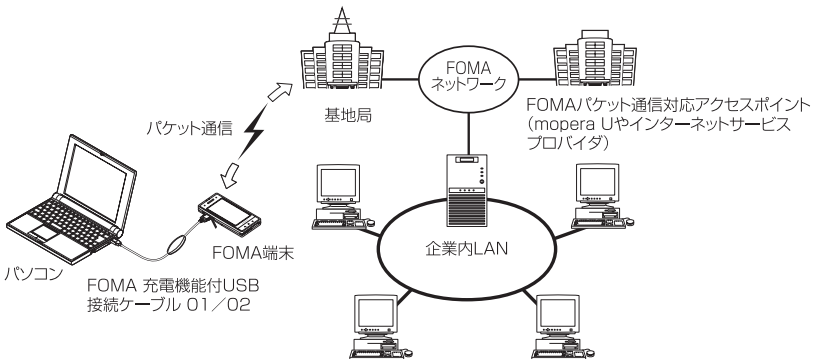 FOMA
ネットワーク
基地局
FOMAパケット通信対応アクセスポイント
（mopera Uやインターネットサービス
プロバイダ）
パケット通信
FOMA端末
企業内LAN
パソコン
FOMA 充電機能付USB
接続ケーブル 01／02